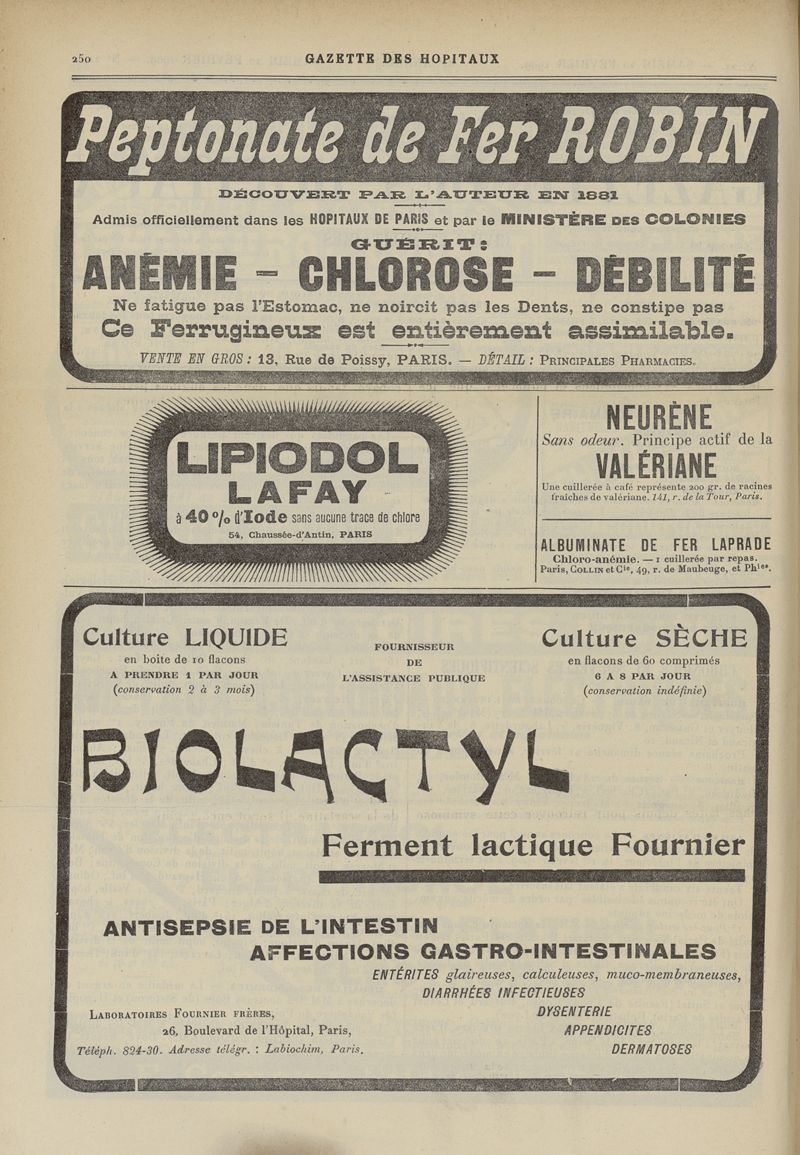 250
GAZETTE DES HOPITAUX
Peptonate de Fer ROBIN
DÉCOUVERT PAR L'AUTEUR EN 1881
Admis officiellement dans les HOPITAUX DE PARIS et par le MINISTÈRE DES COLONIES
GUÉRIT :
ANÉMIE - CHLOROSE - DÉBILITÉ
Ne fatigue pas l'Estomac, ne noircit pas les Dents, ne constipe pas
Ce Ferrugineux est entièrement assimilable.
VENTE EN GROS : 13, Rue de Poissy, PARIS. — DÉTAIL : PRINCIPALES PHARMACIES.
LIPIODOL
LAFAY
à 40 % d'Iode sans aucune trace de chlore
54, Chaussée-d'Antin, PARIS
NEURÈNE
Sans odeur. Principe actif de la
VALÉRIANE
Une cuillerée à café représente 200 gr. de racines
fraîches de valériane. 141, r. de la Tour, Paris.
ALBUMINATE DE FER LAPRADE
Chloro-anémie. — 1 cuillerée par repas.
Paris, COLLIN et Cie, 49, r. de Maubeuge, et Phies.
Culture LIQUIDE
en boite de 10 flacons
A PRENDRE 1 PAR JOUR
(conservation 2 à 3 mois)
FOURNISSEUR
DE
L'ASSISTANCE PUBLIQUE
Culture SÈCHE
en flacons de 60 comprimés
6 A 8 PAR JOUR
(conservation indéfinie)
BIOLACTYL
Ferment lactique Fournier
ANTISEPSIE DE L'INTESTIN
AFFECTIONS GASTRO-INTESTINALES
ENTÉRITES glaireuses, calculeuses, muco-membraneuses,
DIARRHÉES INFECTIEUSES
DYSENTERIE
APPENDICITES
DERMATOSES
LABORATOIRES FOURNIER FRÈRES,
26, Boulevard de l'Hôpital, Paris,
Téléph. 824-30. Adresse télégr. : Labiochim, Paris.